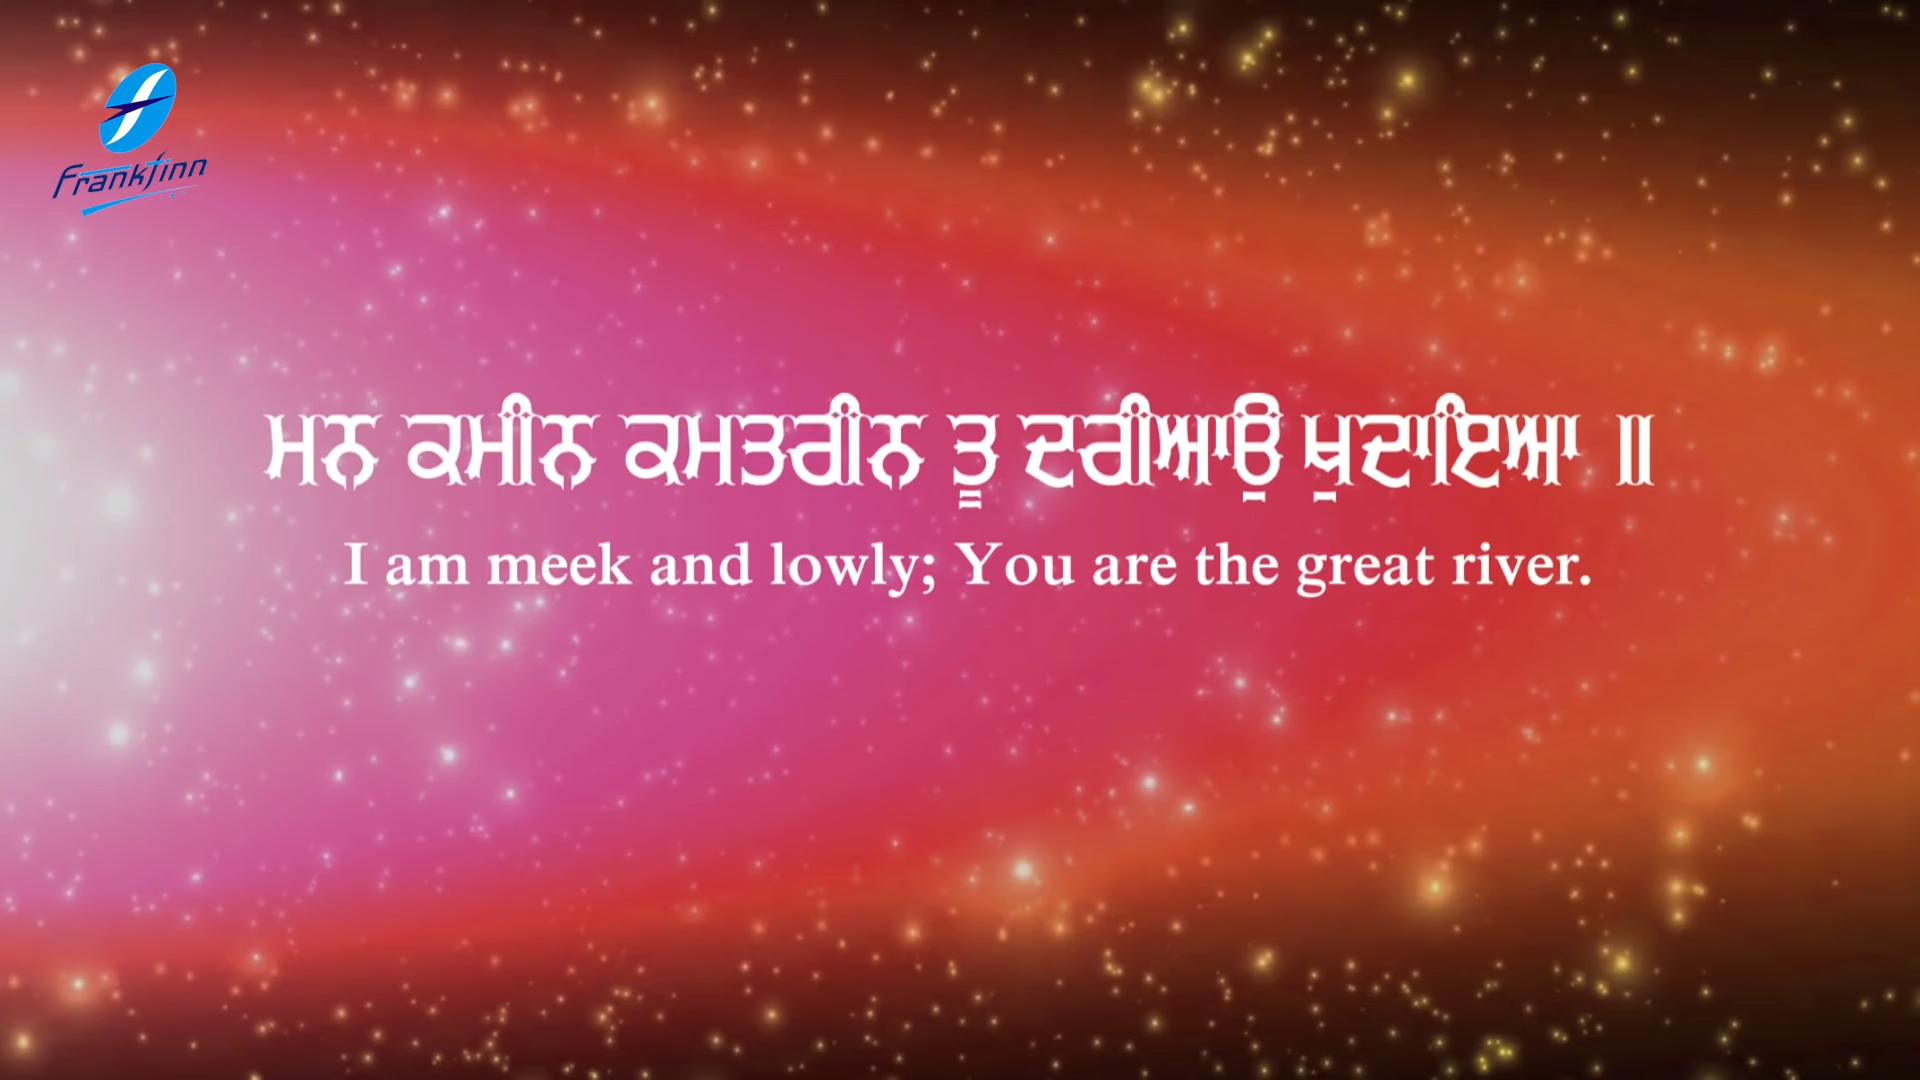 Frankfinn
ਮਨ ਕਮੀਨ ਕਮਤਰੀਨ ਤੂ ਦਰੀਆਉ ਖੁਦਾਇਆ ॥
I am meek and lowly; You are the great river.